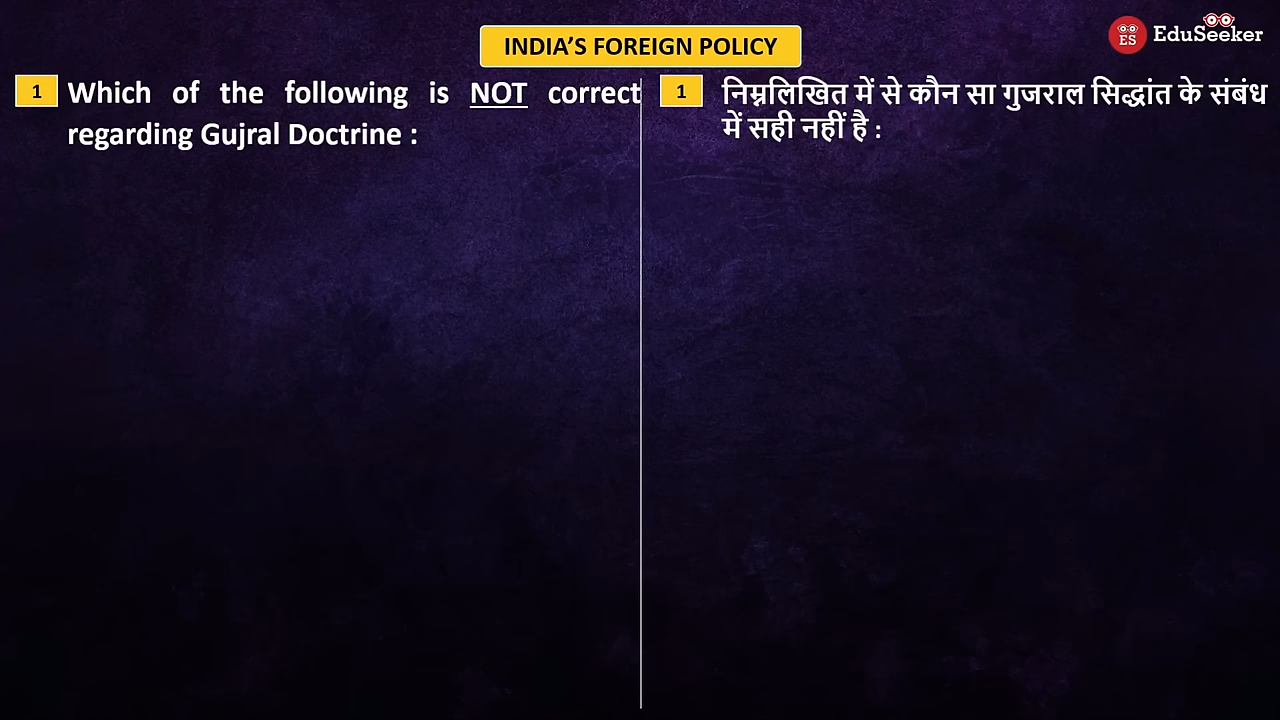 INDIA'S FOREIGN POLICY
ES EduSeeker
1 Which of the following is NOT correct
regarding Gujral Doctrine :
1 निम्नलिखित में से कौन सा गुजराल सिद्धांत के संबंध
में सही नहीं है :